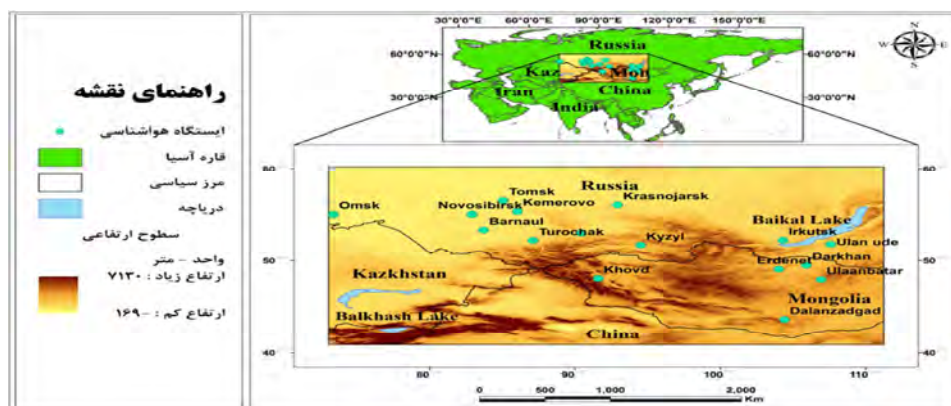 راهنمای نقشه
ایستگاه هواشناسی
قاره آسیا
مرز سیاسی
دریاچه
سطوح ارتفاعی
واحد - متر
ارتفاع زیاد : ۷۱۳۰
ارتفاع کم : -۱۶۹
30°0'0"E 60°0'0"E 90°0'0"E 120°0'0"E 150°0'0"E
60°0'0"N
30°0'0"N
N
W E
S
Russia
Kaz Mon
Iran China
India
60 60
Russia
Tomsk
Omsk Novosibirsk Kemerovo Krasnojarsk
Barnaul Baikal Lake
Turochak Kyzyl Irkutsk
Ulan ude
50 50
Erdenet Darkhan
Kazakhstan Khovd Ulaanbatar
Mongolia
Balkhash Lake Dalanzadgad
China
40 40
80 90 100 110
0 500 1,000 2,000
Km